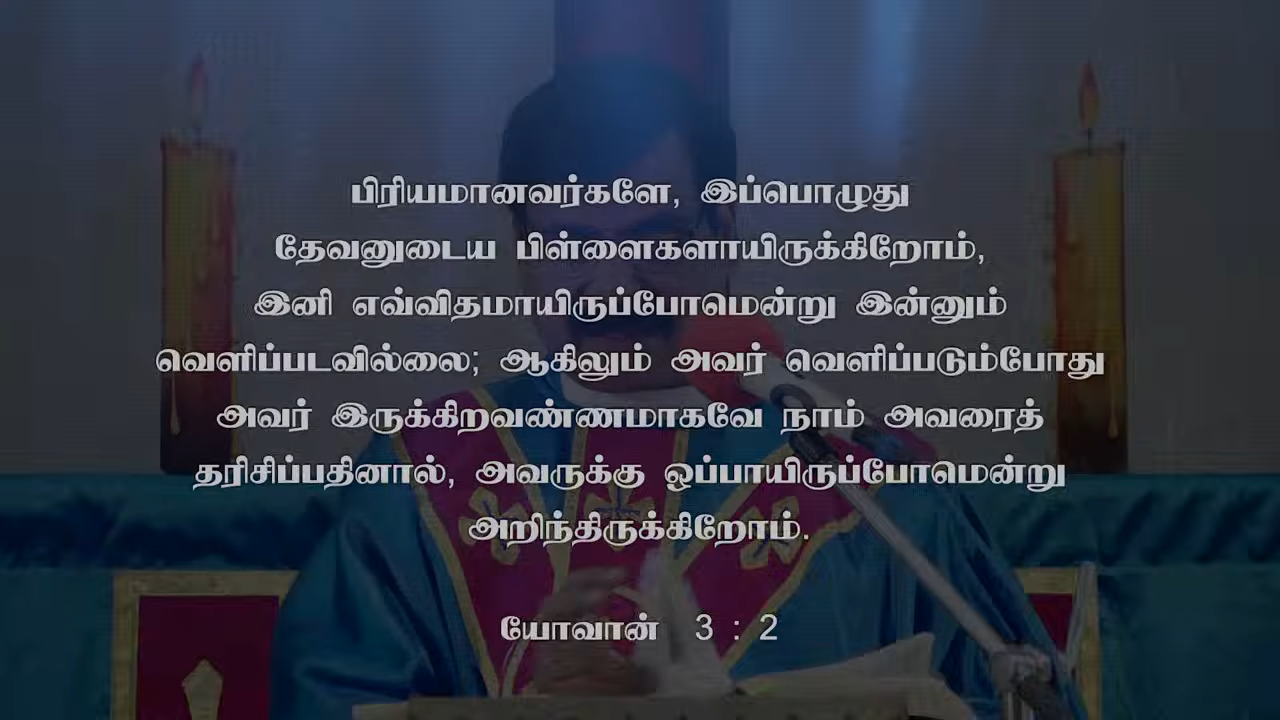 பிரியமானவர்களே, இப்பொழுது
தேவனுடைய பிள்ளைகளாயிருக்கிறோம்,
இனி எவ்விதமாயிருப்போமென்று இன்னும்
வெளிப்படவில்லை; ஆகிலும் அவர் வெளிப்படும்போது
அவர் இருக்கிறவண்ணமாகவே நாம் அவரைத்
தரிசிப்பதினால், அவருக்கு ஒப்பாயிருப்போமென்று
அறிந்திருக்கிறோம்.
யோவான் 3 : 2